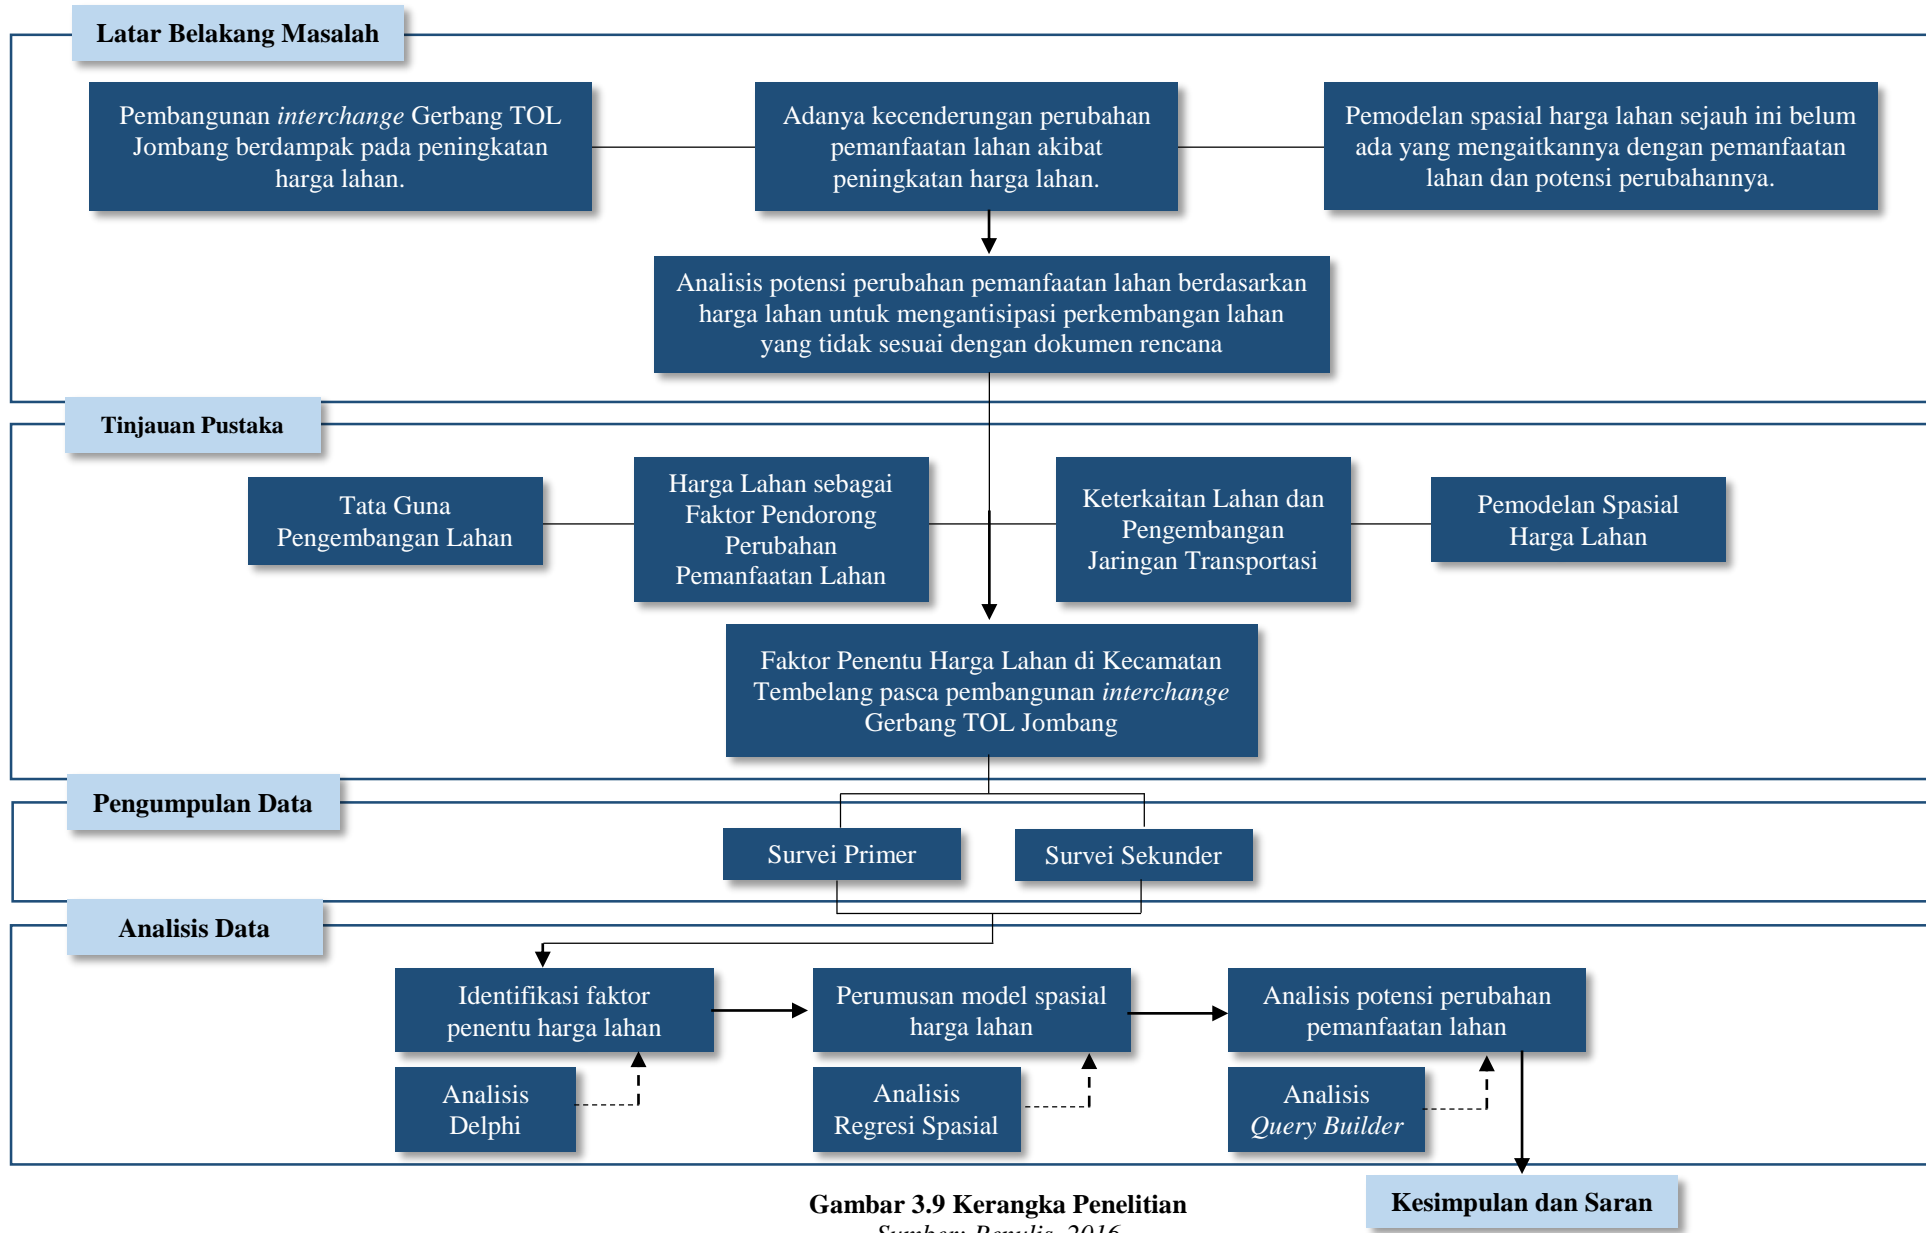 Latar Belakang Masalah
Pembangunan interchange Gerbang TOL
Jombang berdampak pada peningkatan
harga lahan.
Adanya kecenderungan perubahan
pemanfaatan lahan akibat
peningkatan harga lahan.
Pemodelan spasial harga lahan sejauh ini belum
ada yang mengaitkannya dengan pemanfaatan
lahan dan potensi perubahannya.
Analisis potensi perubahan pemanfaatan lahan berdasarkan
harga lahan untuk mengantisipasi perkembangan lahan
yang tidak sesuai dengan dokumen rencana
Tinjauan Pustaka
Tata Guna
Pengembangan Lahan
Harga Lahan sebagai
Faktor Pendorong
Perubahan
Pemanfaatan Lahan
Keterkaitan Lahan dan
Pengembangan
Jaringan Transportasi
Pemodelan Spasial
Harga Lahan
Faktor Penentu Harga Lahan di Kecamatan
Tembelang pasca pembangunan interchange
Gerbang TOL Jombang
Pengumpulan Data
Survei Primer
Survei Sekunder
Analisis Data
Identifikasi faktor
penentu harga lahan
Perumusan model spasial
harga lahan
Analisis potensi perubahan
pemanfaatan lahan
Analisis
Delphi
Analisis
Regresi Spasial
Analisis
Query Builder
Kesimpulan dan Saran
Gambar 3.9 Kerangka Penelitian
Sumber: Penulis, 2016